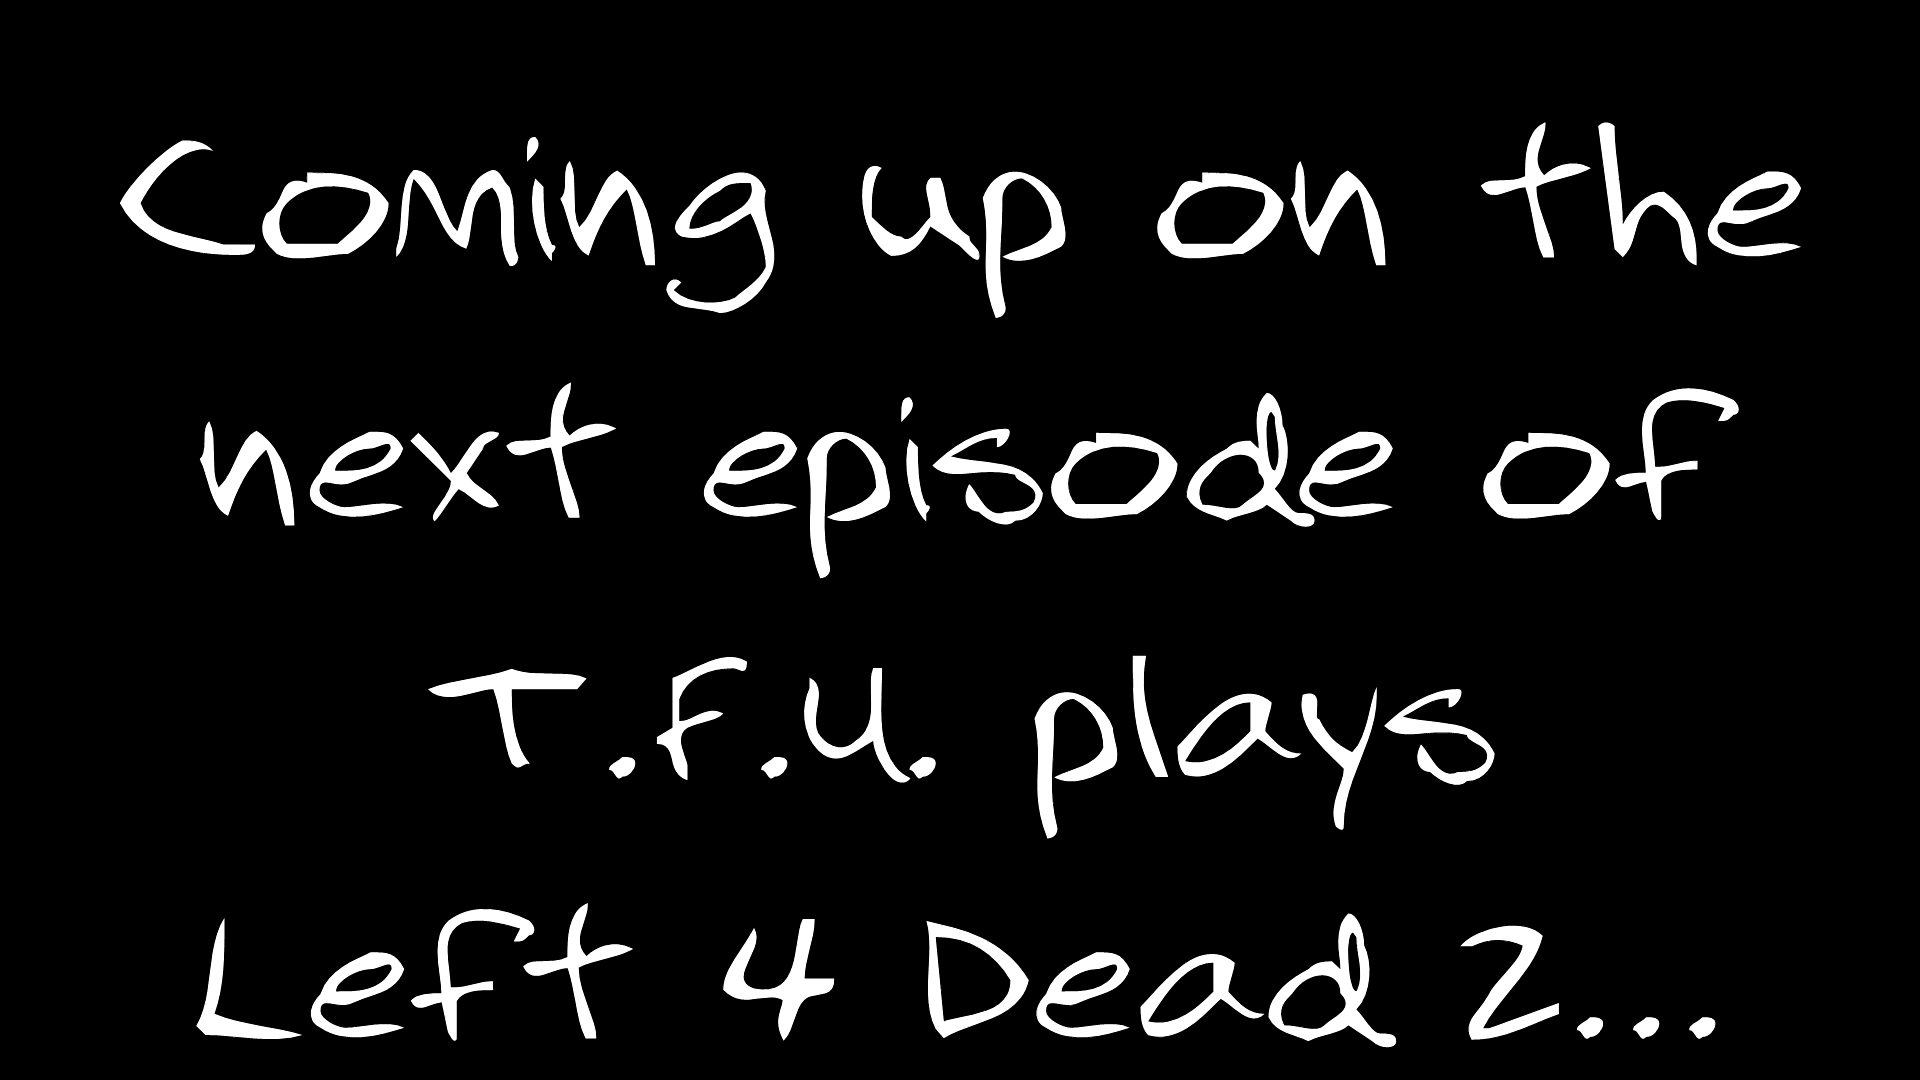 Coming up on the
next episode of
T.F.U. plays
Left 4 Dead 2...